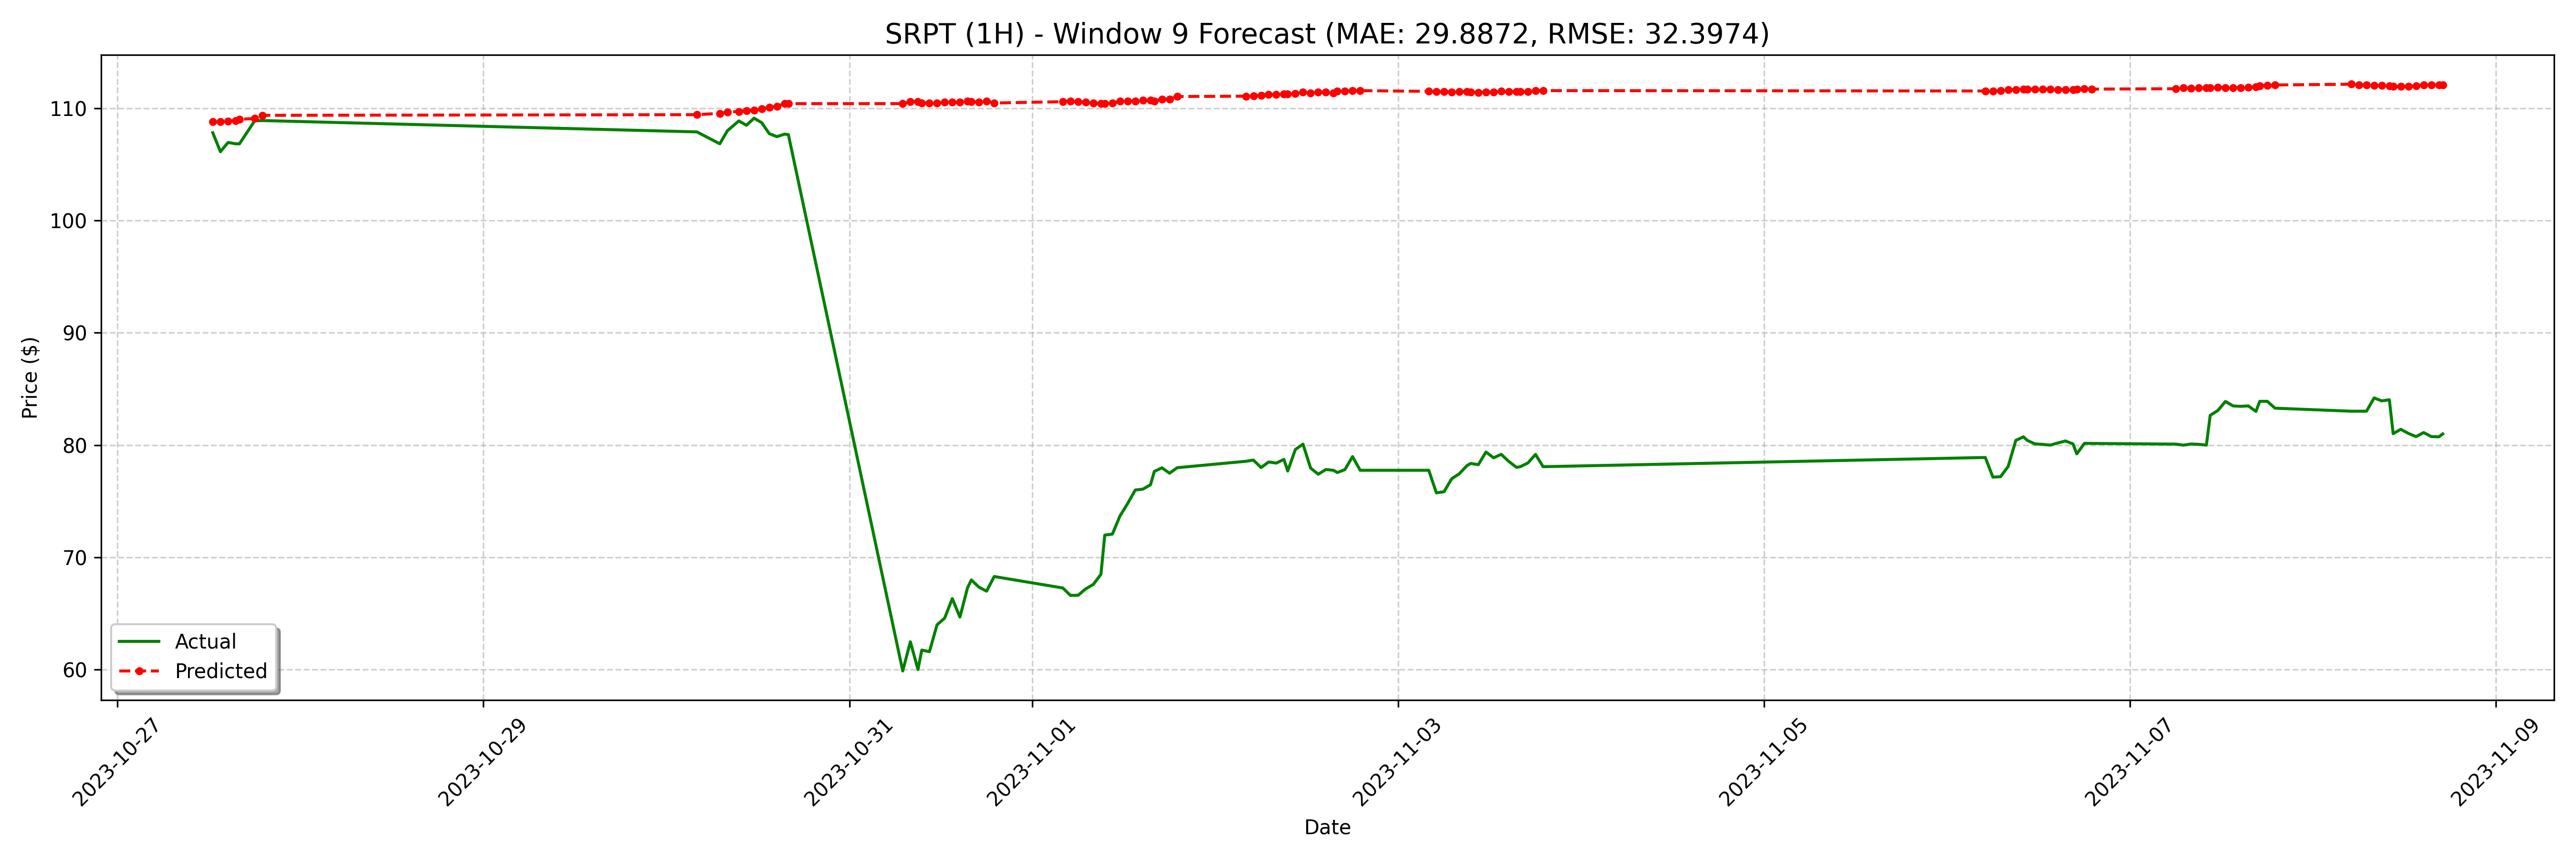 SRPT (1H) - Window 9 Forecast (MAE: 29.8872, RMSE: 32.3974)
Price ($)
110
100
90
80
70
60
Actual
Predicted
2023-10-27
2023-10-29
2023-10-31
2023-11-01
2023-11-03
2023-11-05
2023-11-07
2023-11-09
Date